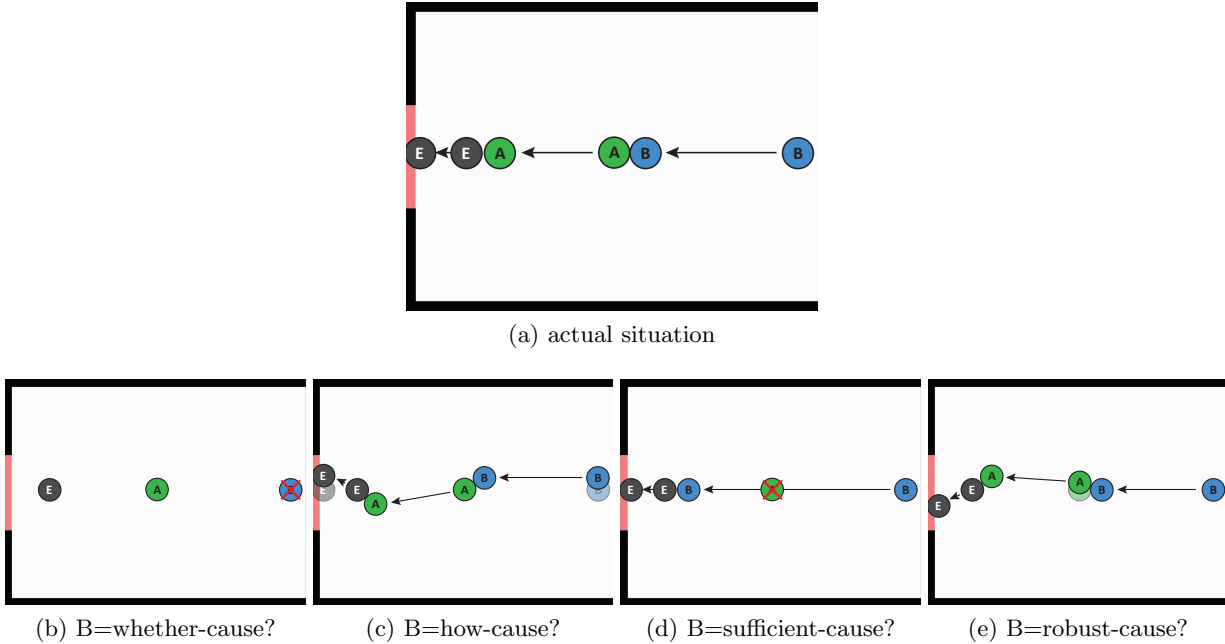 E E A A B B
(a) actual situation
E A B
E E A A B B B
E E B A B
E E A A B B
(b) B=whether-cause?
(c) B=how-cause?
(d) B=sufficient-cause?
(e) B=robust-cause?